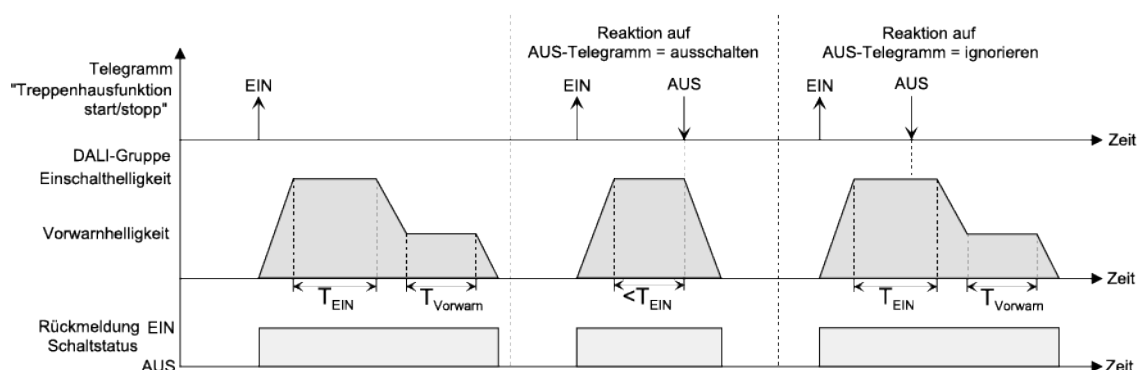 Reaktion auf
AUS-Telegramm = ausschalten
Reaktion auf
AUS-Telegramm = ignorieren
Telegramm
"Treppenhausfunktion
start/stopp"
EIN
EIN
AUS
EIN
AUS
Zeit
DALI-Gruppe
Einschalthelligkeit
Vorwarnhelligkeit
Zeit
TEIN
TVorwarn
<TEIN
TEIN
TVorwarn
Rückmeldung EIN
Schaltstatus
AUS
Zeit